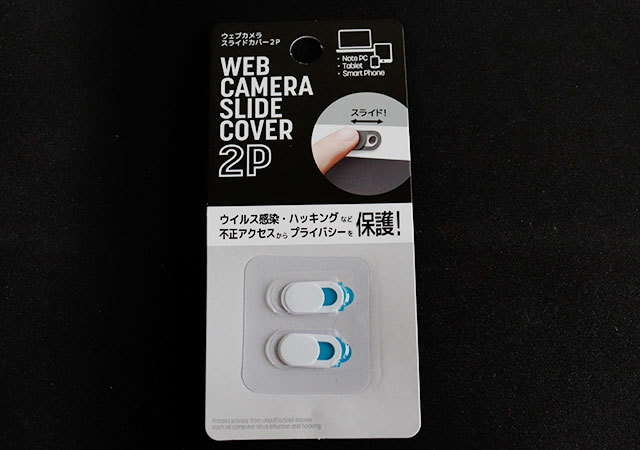 ウェブカメラ
スライドカバー2P
WEB
CAMERA
SLIDE
COVER
2P
・Note PC
・Tablet
・Smart Phone
スライド!
ウイルス感染・ハッキングなど
不正アクセスからプライバシーを保護!
Protect privacy from unauthorized access
such as computer virus infection and hacking.